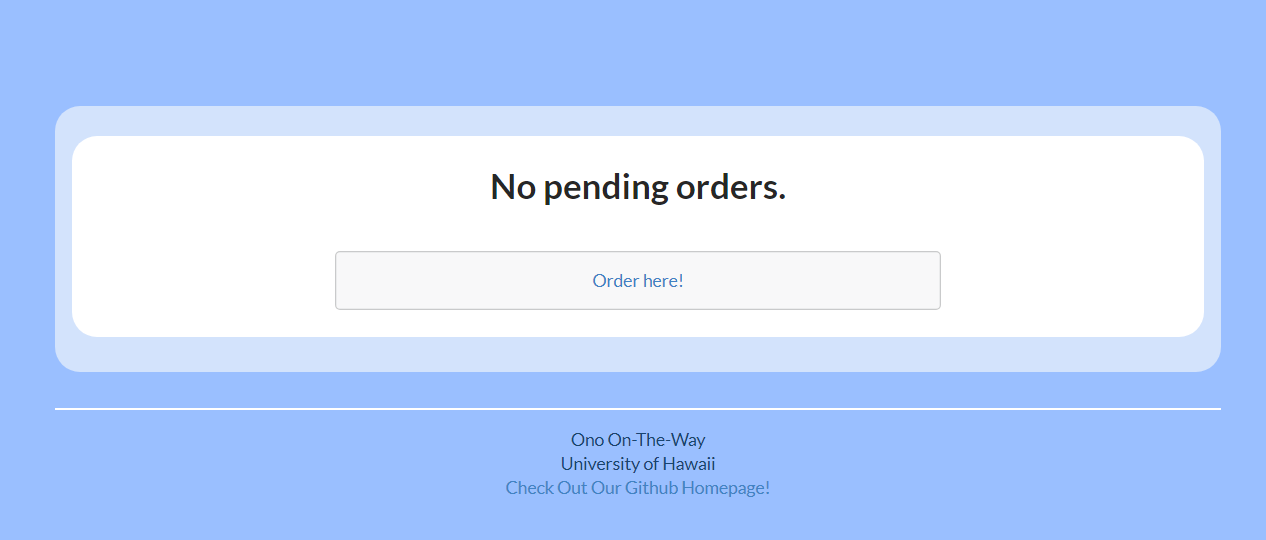 No pending orders.
Order here!
Ono On-The-Way
University of Hawaii
Check Out Our Github Homepage!